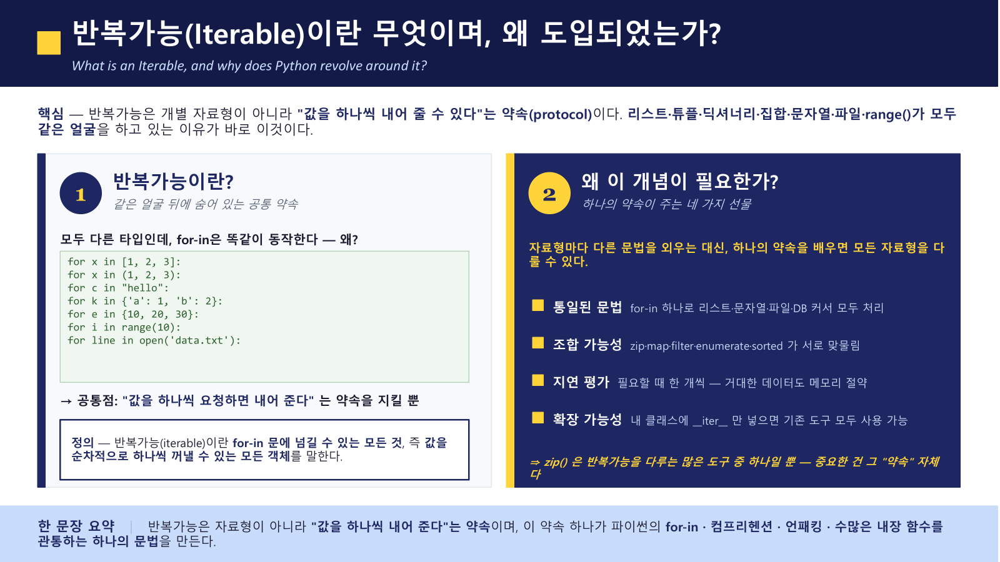 반복가능(Iterable)이란 무엇이며, 왜 도입되었는가?
What is an Iterable, and why does Python revolve around it?
핵심 — 반복가능은 개별 자료형이 아니라 "값을 하나씩 내어 줄 수 있다"는 약속(protocol)이다. 리스트·튜플·딕셔너리·집합·문자열·파일·range()가 모두
같은 얼굴을 하고 있는 이유가 바로 이것이다.
1
반복가능이란?
같은 얼굴 뒤에 숨어 있는 공통 약속
모두 다른 타입인데, for-in은 똑같이 동작한다 — 왜?
for x in [1, 2, 3]:
for x in (1, 2, 3):
for c in "hello":
for k in {'a': 1, 'b': 2}:
for e in {10, 20, 30}:
for i in range(10):
for line in open('data.txt'):
→ 공통점: "값을 하나씩 요청하면 내어 준다" 는 약속을 지킬 뿐
정의 — 반복가능(iterable)이란 for-in 문에 넘길 수 있는 모든 것, 즉 값을
순차적으로 하나씩 꺼낼 수 있는 모든 객체를 말한다.
2
왜 이 개념이 필요한가?
하나의 약속이 주는 네 가지 선물
자료형마다 다른 문법을 외우는 대신, 하나의 약속을 배우면 모든 자료형을 다
룰 수 있다.
통일된 문법 for-in 하나로 리스트·문자열·파일·DB 커서 모두 처리
조합 가능성 zip·map·filter·enumerate·sorted 가 서로 맞물림
지연 평가 필요할 때 한 개씩 — 거대한 데이터도 메모리 절약
확장 가능성 내 클래스에 __iter__ 만 넣으면 기존 도구 모두 사용 가능
⇒ zip() 은 반복가능을 다루는 많은 도구 중 하나일 뿐 — 중요한 건 그 "약속" 자체
다
한 문장 요약 | 반복가능은 자료형이 아니라 "값을 하나씩 내어 준다"는 약속이며, 이 약속 하나가 파이썬의 for-in · 컴프리헨션 · 언패킹 · 수많은 내장 함수를
관통하는 하나의 문법을 만든다.